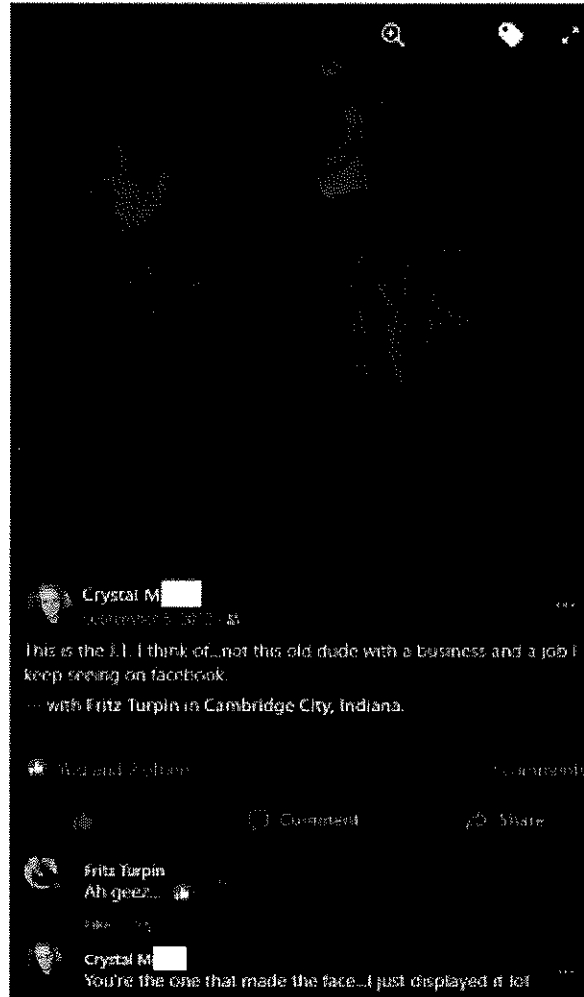 Crystal M
This is the J.T. I think of...not this old dude with a business and a job I
keep seeing on facebook.
— with Fritz Turpin in Cambridge City, Indiana.
comments
Comment
Share
Fritz Turpin
Ah geez...
Crystal M
You're the one that made the face...I just displayed it lol